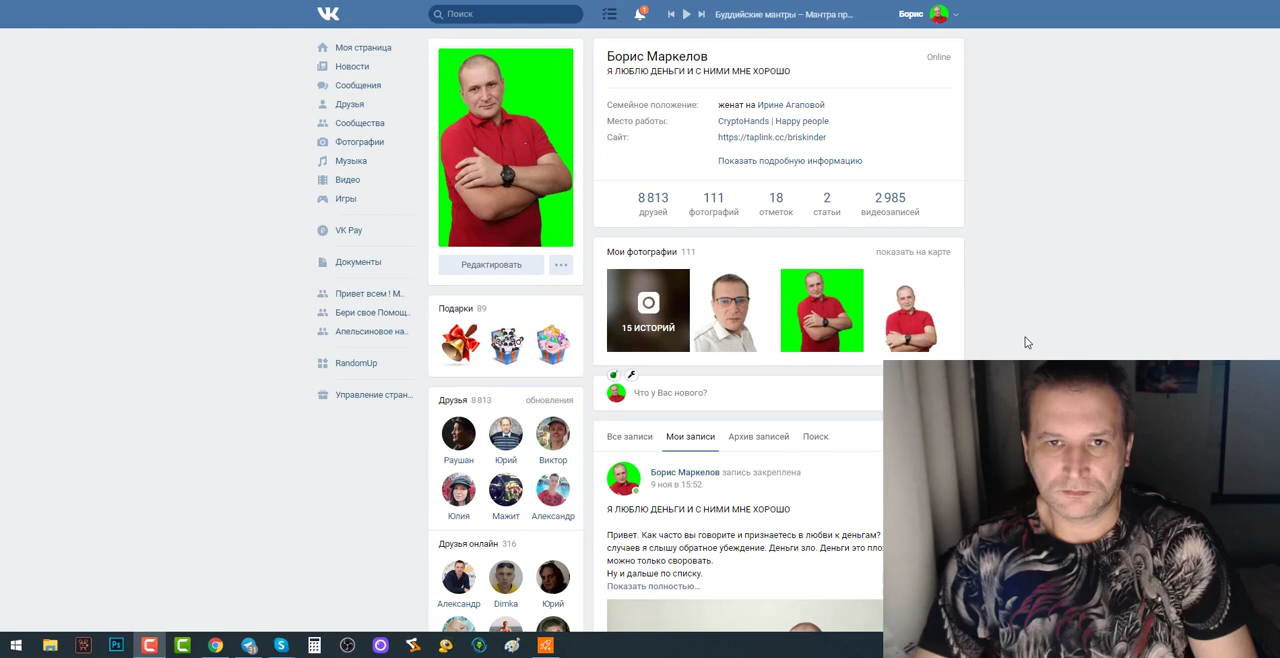 Поиск
1
Буддийские мантры – Мантра пр...
Борис
Моя страница
Новости
Сообщения
Друзья
Сообщества
Фотографии
Музыка
Видео
Игры
VK Pay
Документы
Привет всем ! М..
Бери свое Помощ..
Апельсиновое на..
RandomUp
Управление стран...
Редактировать
Подарки 89
Друзья 8 813 обновления
Раушан Юрий Виктор
Юлия Мажит Александр
Друзья онлайн 316
Александр Dimka Юрий
Борис Маркелов Online
Я ЛЮБЛЮ ДЕНЬГИ И С НИМИ МНЕ ХОРОШО
Семейное положение: женат на Ирине Агаповой
Место работы: CryptoHands | Happy people
Сайт: https://taplink.cc/briskinder
Показать подробную информацию
8 813 111 18 2 2 985
друзей фотографий отметок статьи видеозаписей
Мои фотографии 111 показать на карте
15 ИСТОРИЙ
Что у Вас нового?
Все записи Мои записи Архив записей Поиск
Борис Маркелов запись закреплена
9 ноя в 15:52
Я ЛЮБЛЮ ДЕНЬГИ И С НИМИ МНЕ ХОРОШО
Привет. Как часто вы говорите и признаетесь в любви к деньгам?
случаев я слышу обратное убеждение. Деньги зло. Деньги это пло
можно только своровать.
Ну и дальше по списку.
Показать полностью...
Ps
31